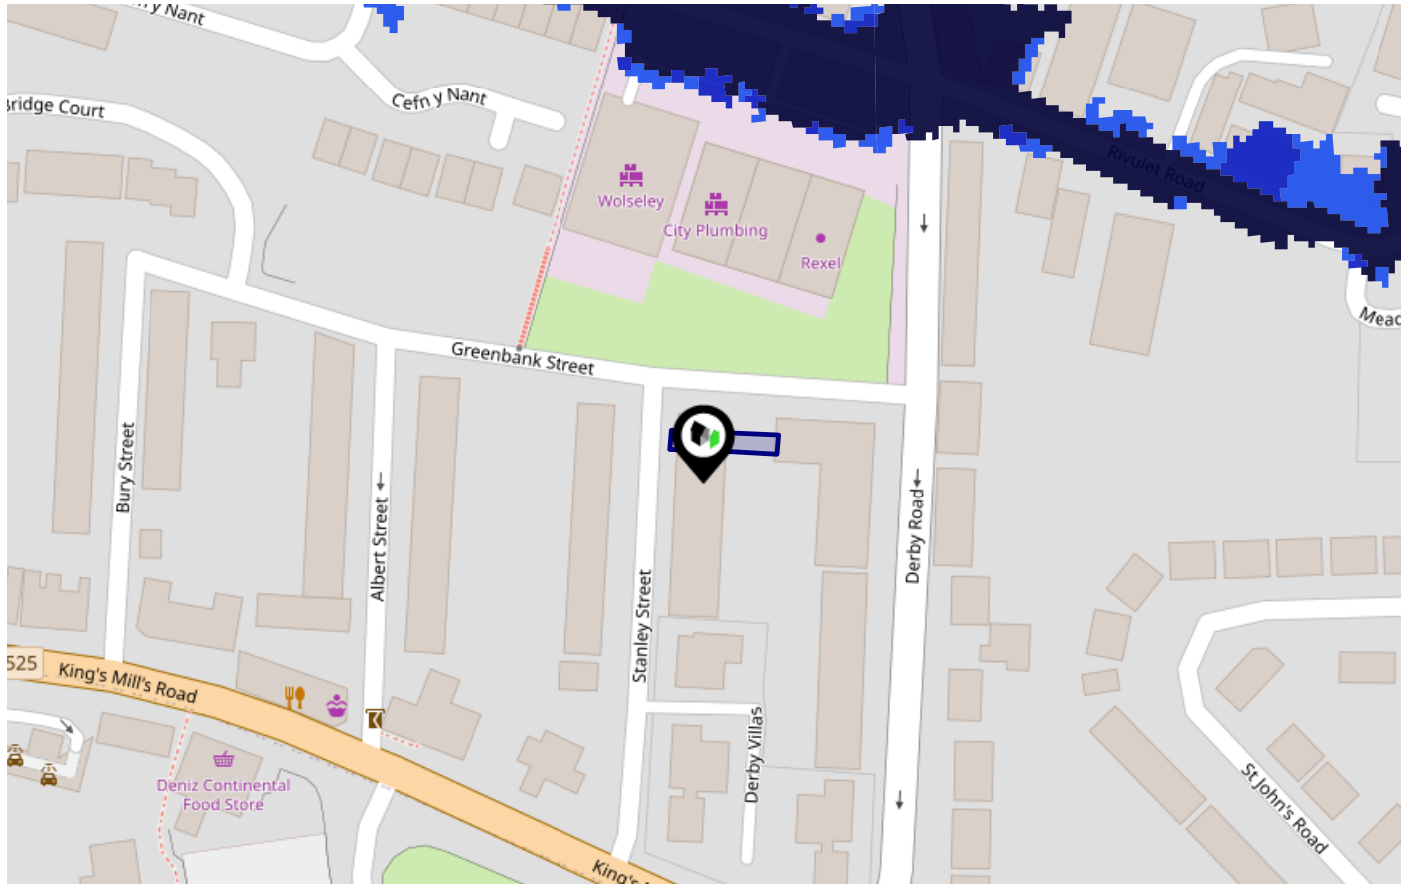 n y Nant
Cefn y Nant
Bridge Court
Wolseley
City Plumbing
Rexel
Rivulet Road
Mead
Greenbank Street
Bury Street
Albert Street
Stanley Street
Derby Road
Derby Villas
525
King's Mill's Road
King's
Deniz Continental
Food Store
St John's Road